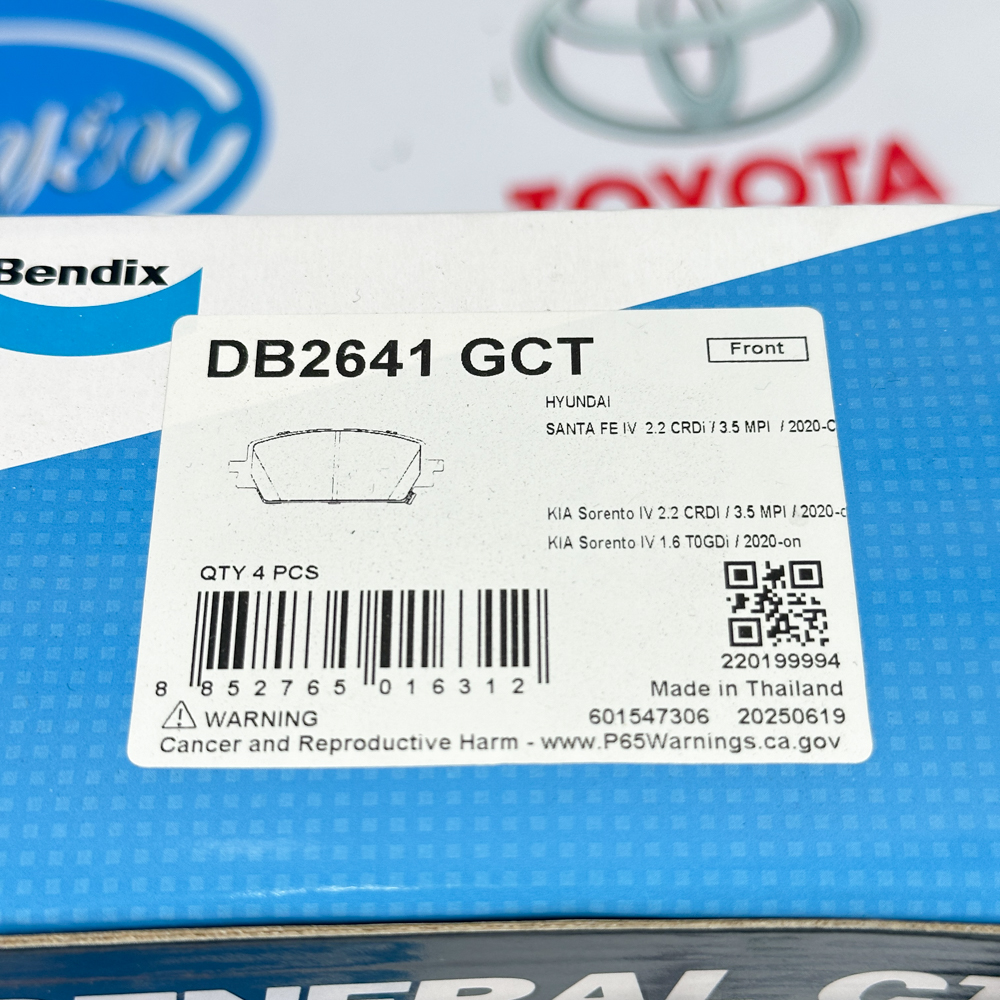 TOYOTA
Bendix
DB2641 GCT
Front
HYUNDAI
SANTA FE IV 2.2 CRDi / 3.5 MPI / 2020-
KIA Sorento IV 2.2 CRDI / 3.5 MPI / 2020-
KIA Sorento IV 1.6 T0GDi / 2020-on
QTY 4 PCS
8 852765 016312
220199994
Made in Thailand
WARNING
601547306 20250619
Cancer and Reproductive Harm - www.P65Warnings.ca.gov
GENERAL